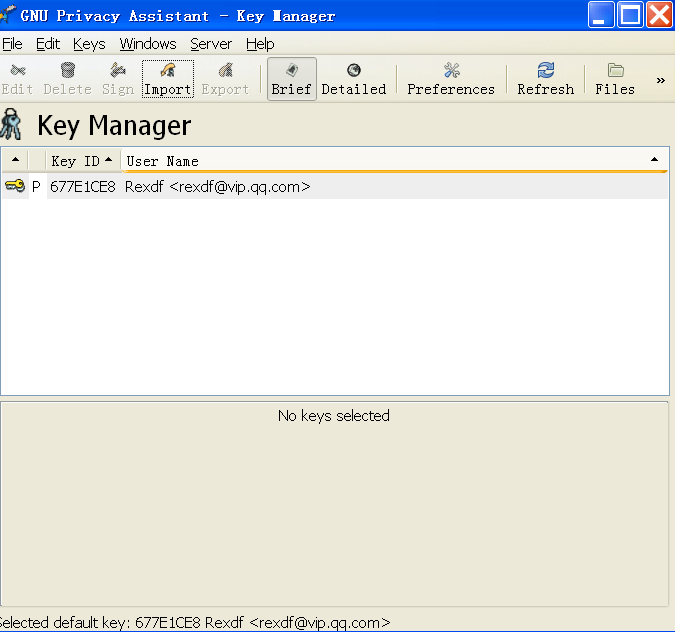 GNU Privacy Assistant - Key Manager
File Edit Keys Windows Server Help
Edit Delete Sign Import Export Brief Detailed Preferences Refresh Files »
Key Manager
Key ID User Name
P 677E1CE8 Rexdf <rexdf@vip.qq.com>
No keys selected
Selected default key: 677E1CE8 Rexdf <rexdf@vip.qq.com>